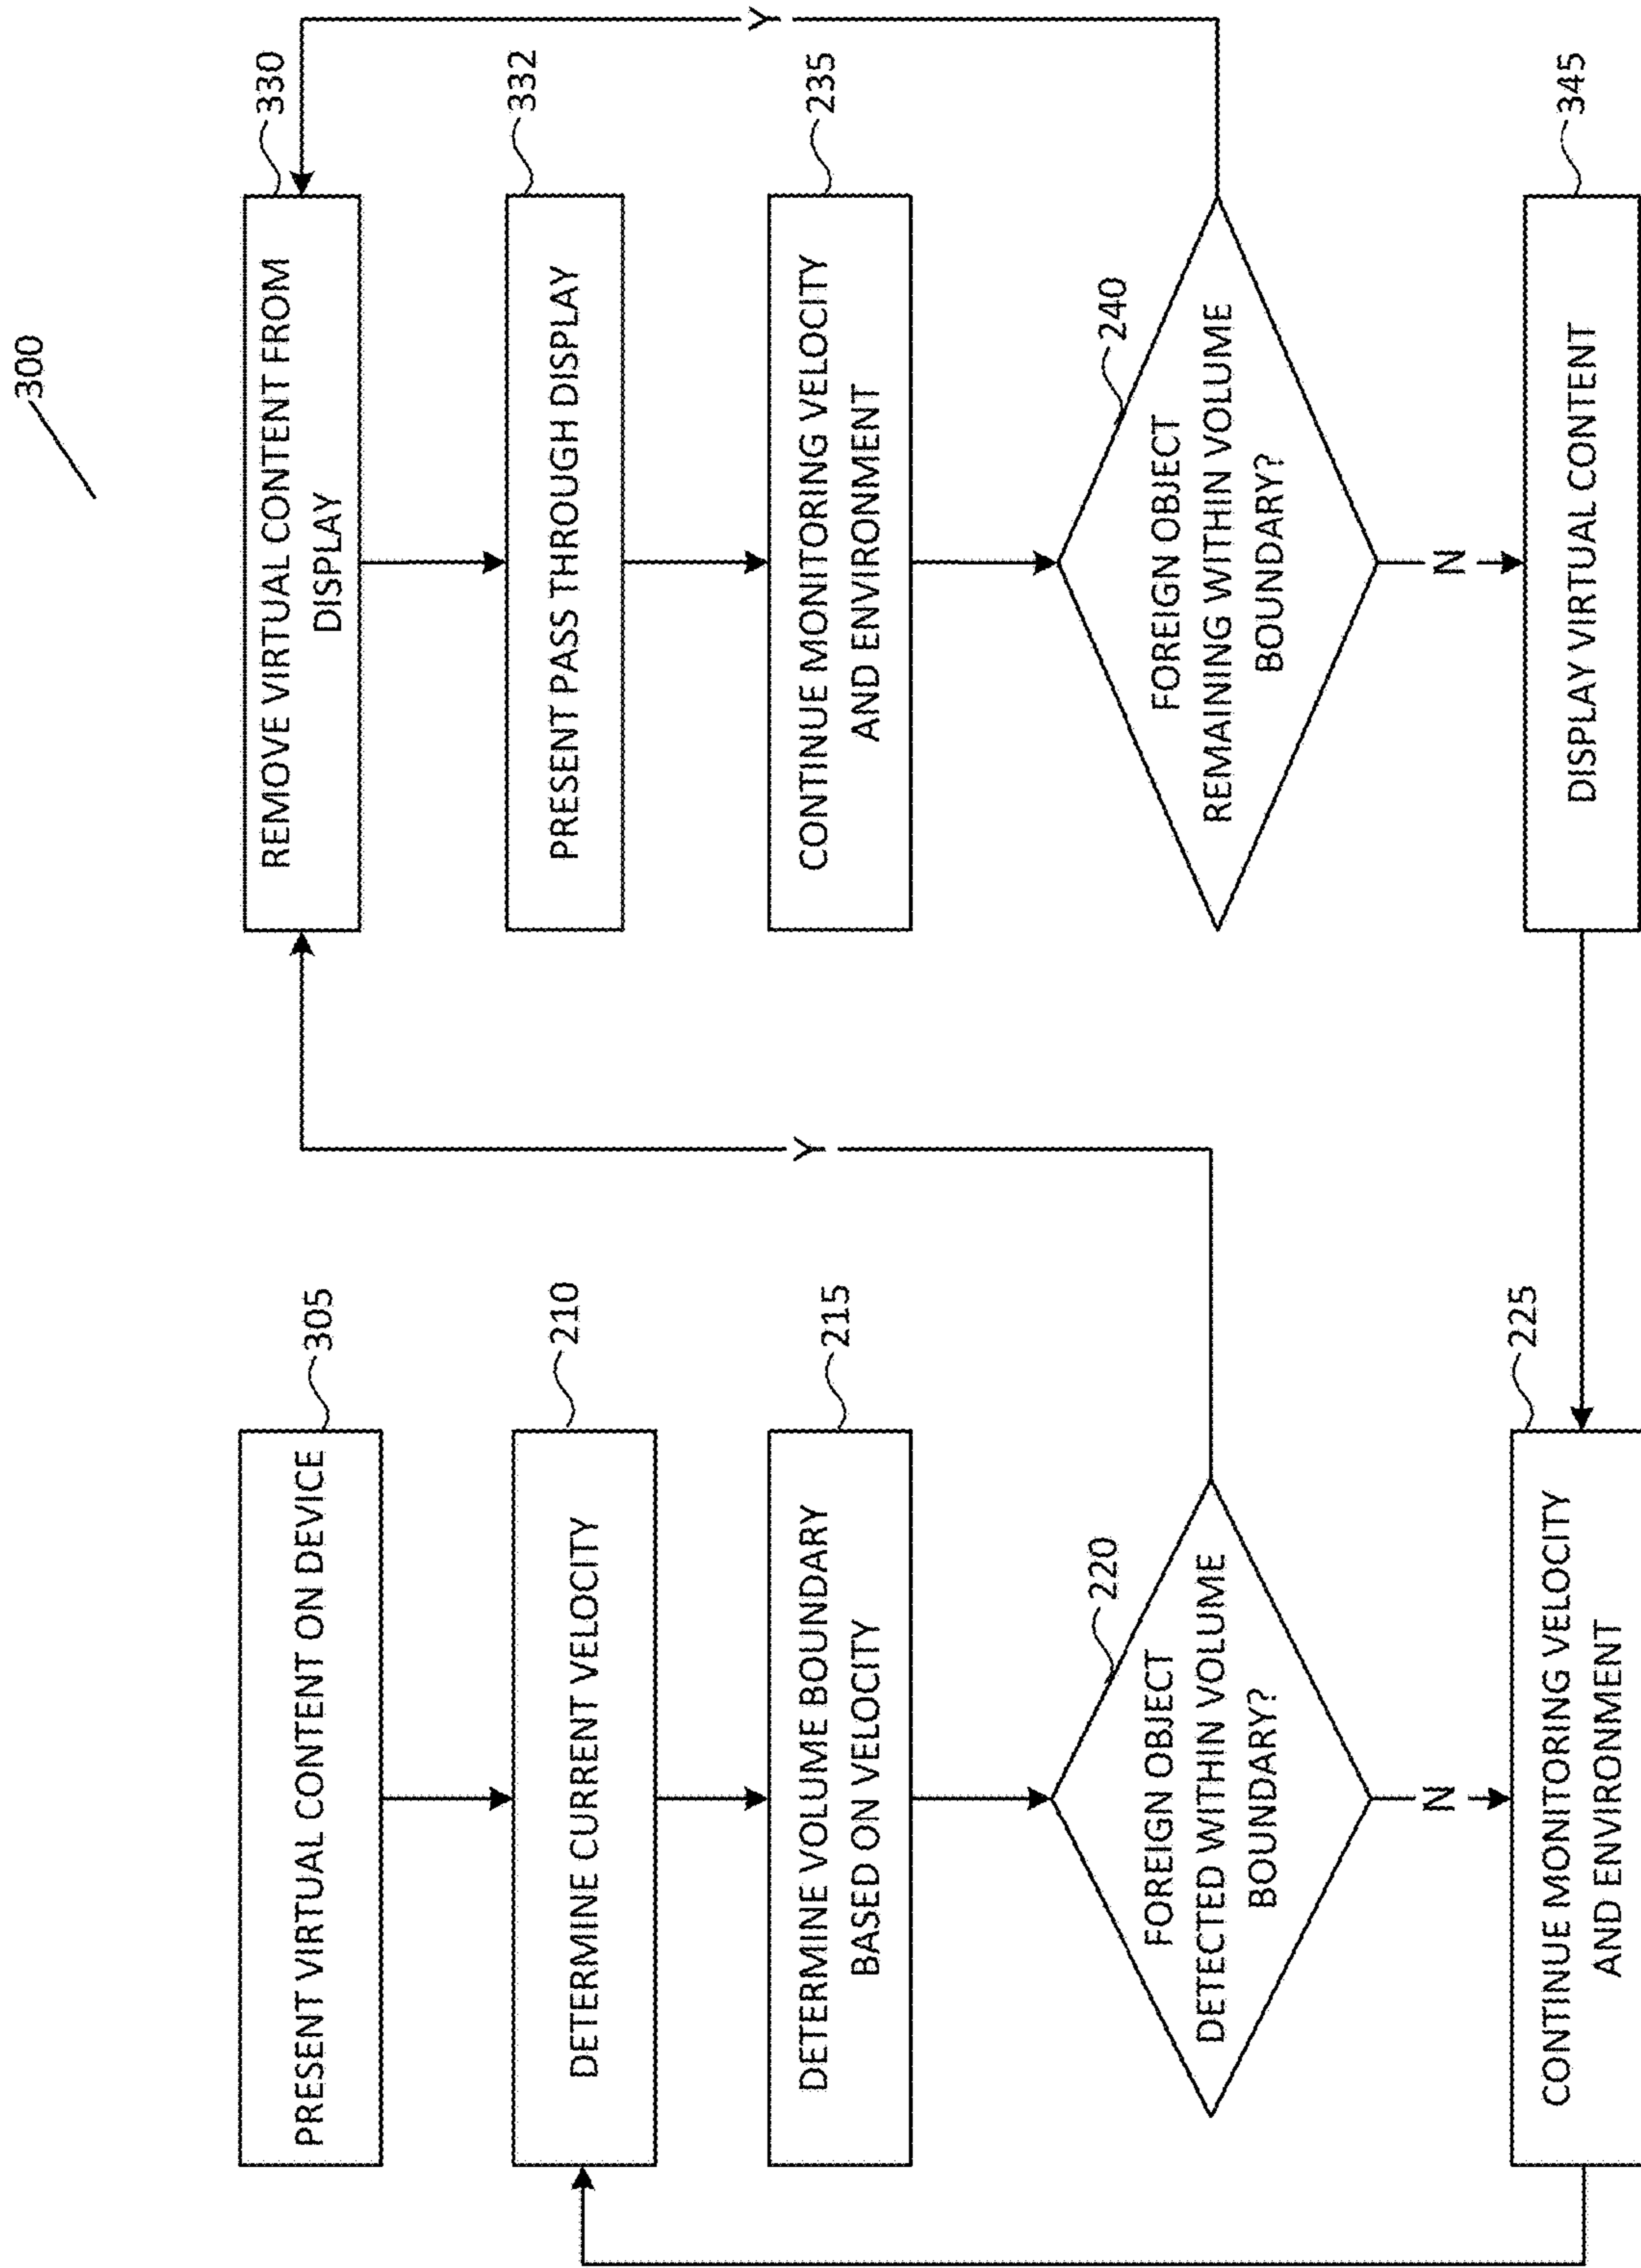 300
PRESENT VIRTUAL CONTENT ON DEVICE
305
DETERMINE CURRENT VELOCITY
210
DETERMINE VOLUME BOUNDARY
BASED ON VELOCITY
215
FOREIGN OBJECT
DETECTED WITHIN VOLUME
BOUNDARY?
220
Y
N
CONTINUE MONITORING VELOCITY
AND ENVIRONMENT
225
REMOVE VIRTUAL CONTENT FROM
DISPLAY
330
PRESENT PASS THROUGH DISPLAY
332
CONTINUE MONITORING VELOCITY
AND ENVIRONMENT
235
FOREIGN OBJECT
REMAINING WITHIN VOLUME
BOUNDARY?
240
Y
N
DISPLAY VIRTUAL CONTENT
345